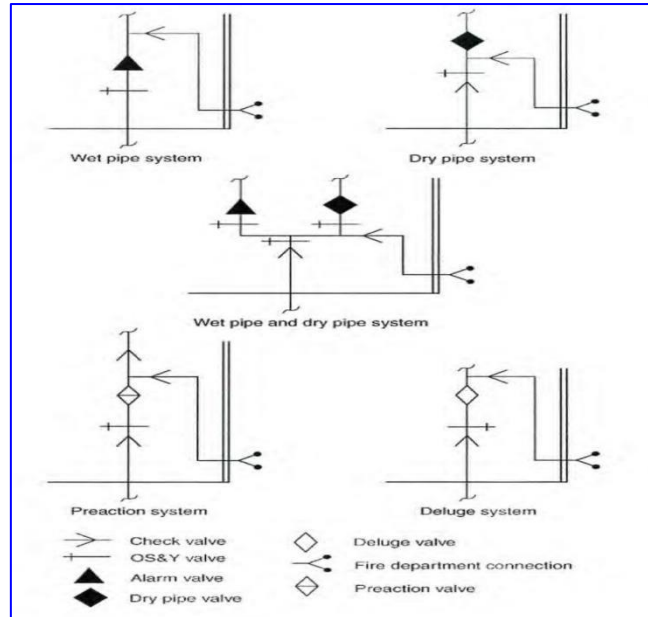 Wet pipe system
Dry pipe system
Wet pipe and dry pipe system
Preaction system
Deluge system
Check valve
OS&Y valve
Alarm valve
Dry pipe valve
Deluge valve
Fire department connection
Preaction valve